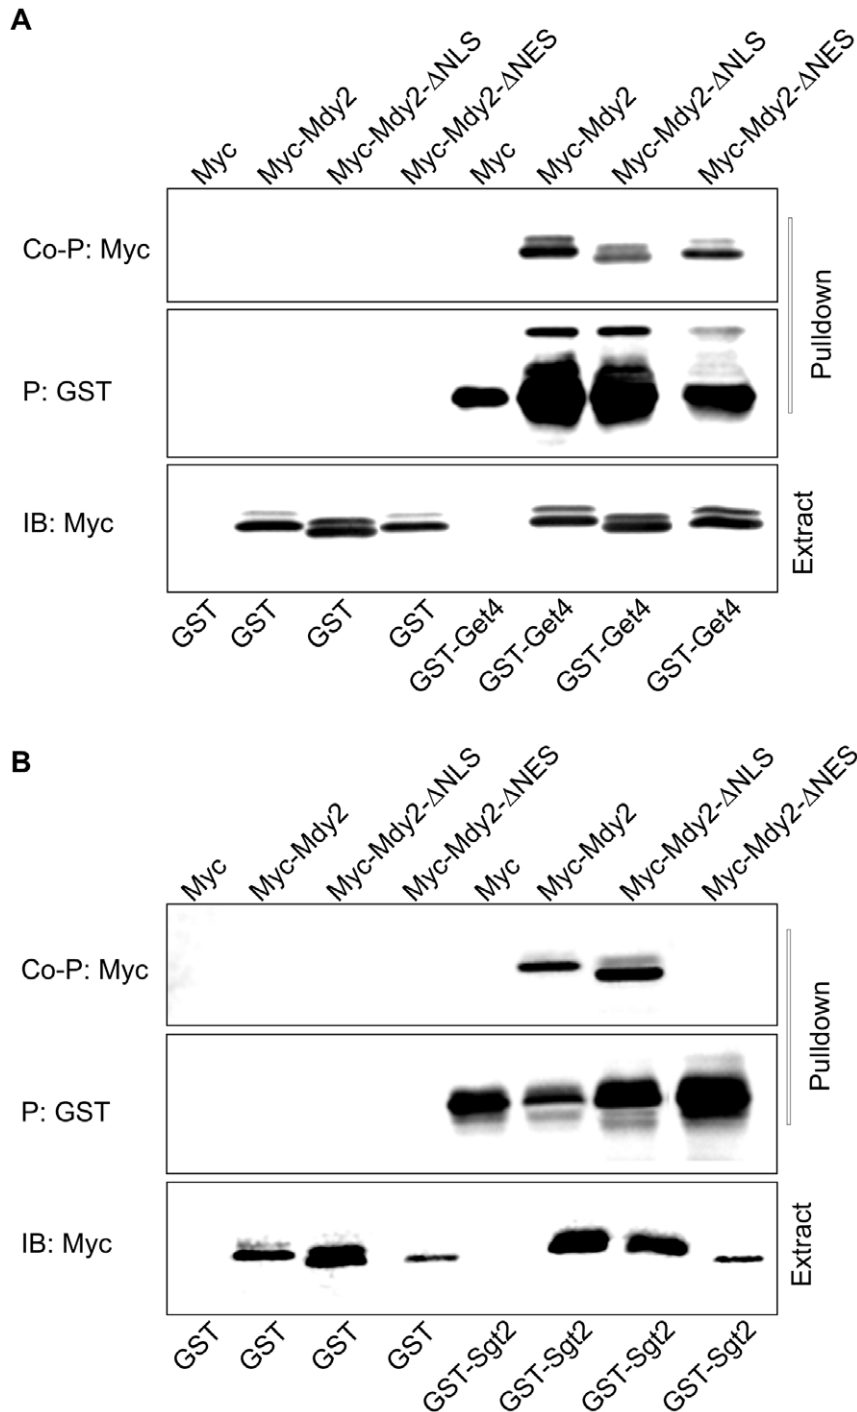 A
Myc
Myc-Mdy2
Myc-Mdy2-ΔNLS
Myc-Mdy2-ΔNES
Myc
Myc-Mdy2
Myc-Mdy2-ΔNLS
Myc-Mdy2-ΔNES
Co-P: Myc
P: GST
Pulldown
IB: Myc
Extract
GST
GST
GST
GST
GST-Get4
GST-Get4
GST-Get4
GST-Get4
B
Myc
Myc-Mdy2
Myc-Mdy2-ΔNLS
Myc-Mdy2-ΔNES
Myc
Myc-Mdy2
Myc-Mdy2-ΔNLS
Myc-Mdy2-ΔNES
Co-P: Myc
P: GST
Pulldown
IB: Myc
Extract
GST
GST
GST
GST
GST-Sgt2
GST-Sgt2
GST-Sgt2
GST-Sgt2